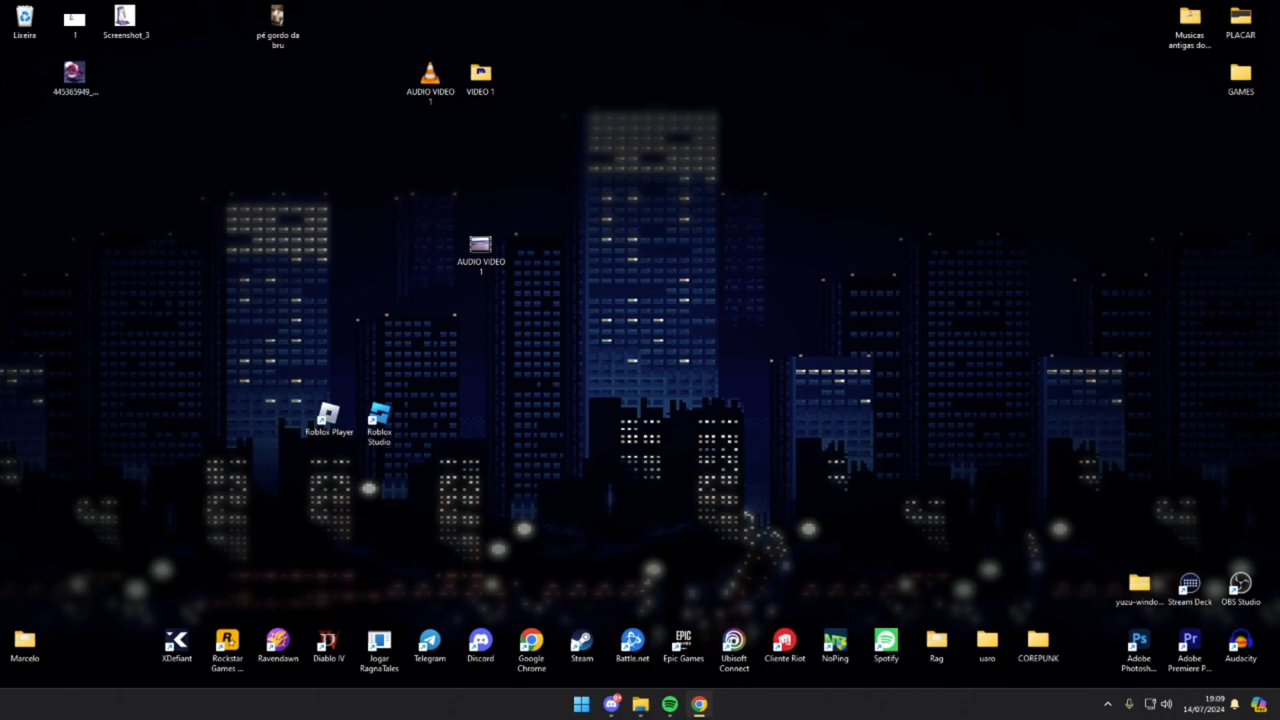 Lixeira
1
Screenshot_3
pé gordo da
bru
Musicas
antigas do...
PLACAR
445365949_...
AUDIO VIDEO
1
VIDEO 1
GAMES
AUDIO VIDEO
1
Roblox Player
Roblox
Studio
yuzu-windo...
Stream Deck
OBS Studio
Marcelo
XDefiant
Rockstar
Games ...
Ravendawn
Diablo IV
Jogar
RagnaTales
Telegram
Discord
Google
Chrome
Steam
Battle.net
EPIC
Epic Games
Ubisoft
Connect
Cliente Riot
NoPing
Spotify
Rag
uaro
COREPUNK
Ps
Adobe
Photosh...
Pr
Adobe
Premiere P...
Audacity
19:09
14/07/2024